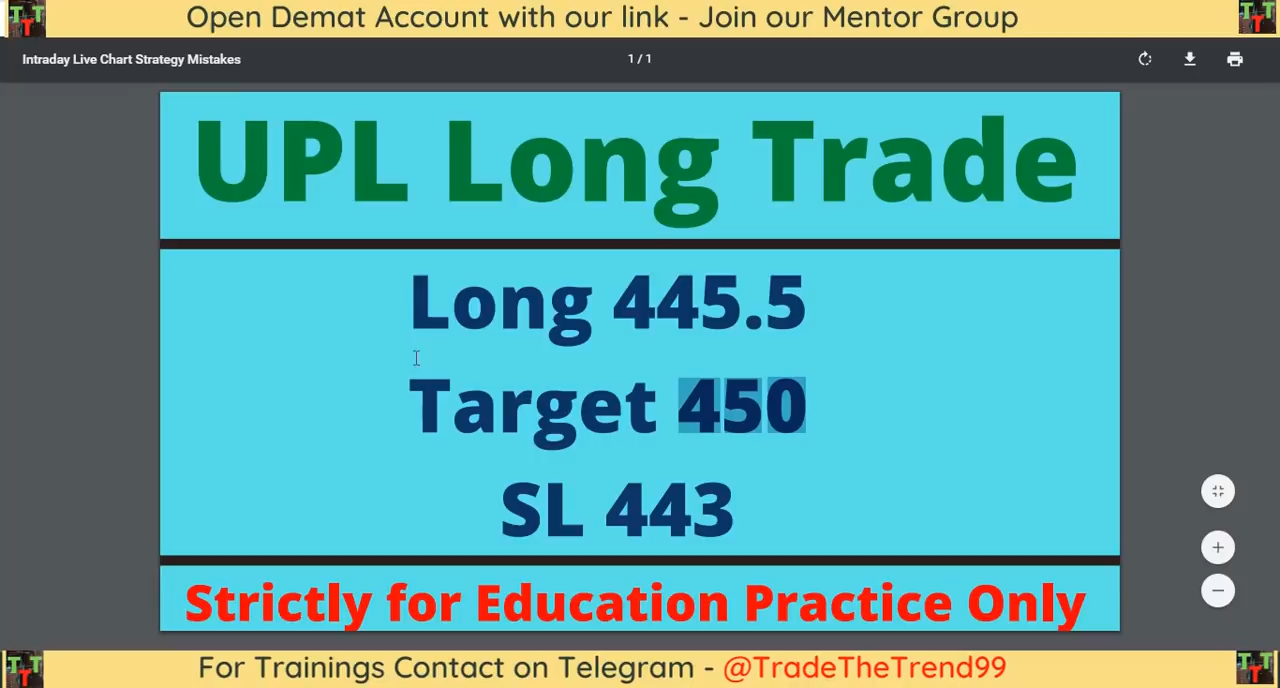 Open Demat Account with our link - Join our Mentor Group
Intraday Live Chart Strategy Mistakes
1 / 1
UPL Long Trade
Long 445.5
Target 450
SL 443
Strictly for Education Practice Only
For Trainings Contact on Telegram - @TradeTheTrend99